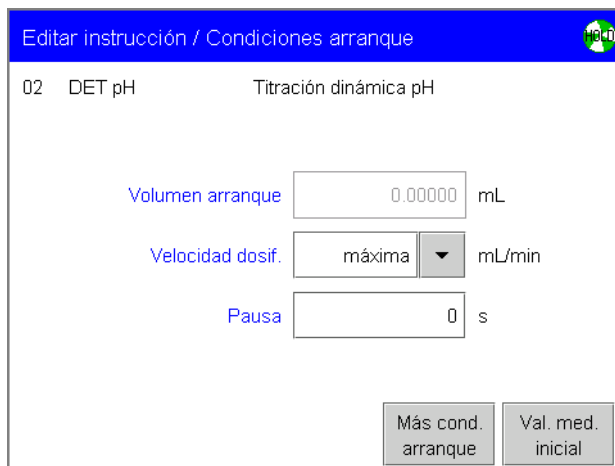 Editar instrucción / Condiciones arranque HOLD
02 DET pH Titración dinámica pH
Volumen arranque 0.00000 mL
Velocidad dosif. máxima mL/min
Pausa 0 s
Más cond. arranque
Val. med. inicial